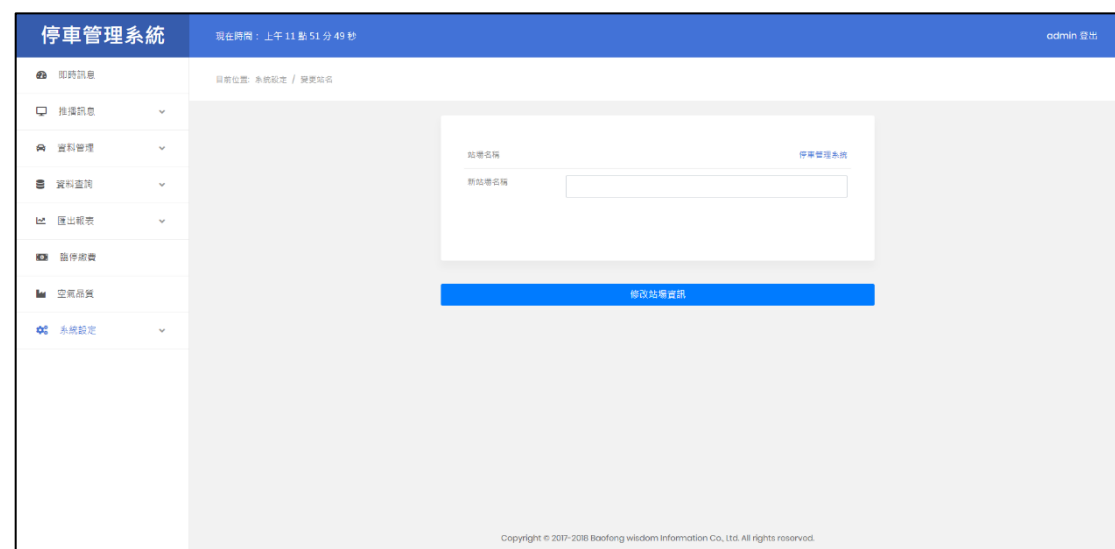 停車管理系統
現在時間： 上午 11 點 51 分 49 秒
admin 登出
即時訊息
目前位置: 系統設定 / 變更站名
推播訊息
資料管理
資料查詢
匯出報表
臨停繳費
空氣品質
系統設定
站場名稱
停車管理系統
新站場名稱
修改站場資訊
Copyright © 2017-2018 Baofong wisdom Information Co., Ltd. All rights reserved.